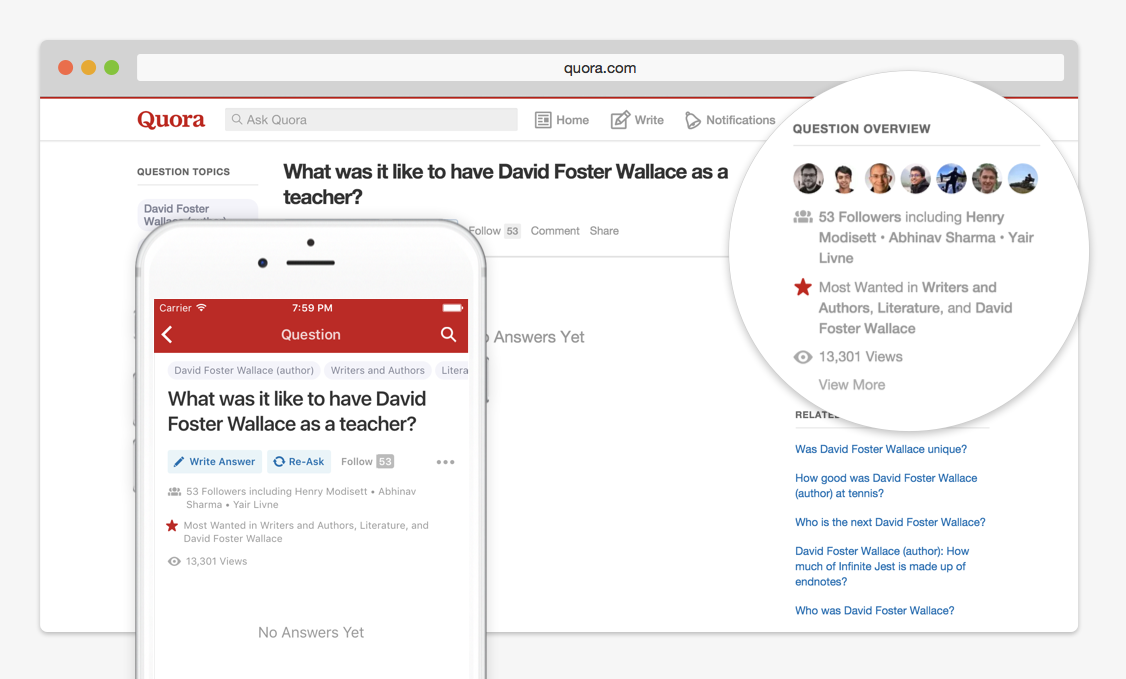 quora.com
Quora
Ask Quora
Home
Write
Notifications
QUESTION TOPICS
David Foster
Wallace (author)
What was it like to have David Foster Wallace as a
teacher?
Follow 53
Comment
Share
No Answers Yet
QUESTION OVERVIEW
53 Followers including Henry
Modisett • Abhinav Sharma • Yair
Livne
Most Wanted in Writers and
Authors, Literature, and David
Foster Wallace
13,301 Views
View More
Was David Foster Wallace unique?
How good was David Foster Wallace
(author) at tennis?
Who is the next David Foster Wallace?
David Foster Wallace (author): How
much of Infinite Jest is made up of
endnotes?
Who was David Foster Wallace?
Carrier
7:59 PM
Question
David Foster Wallace (author)
Writers and Authors
Litera
What was it like to have David
Foster Wallace as a teacher?
Write Answer
Re-Ask
Follow 53
53 Followers including Henry Modisett • Abhinav
Sharma • Yair Livne
Most Wanted in Writers and Authors, Literature, and
David Foster Wallace
13,301 Views
No Answers Yet